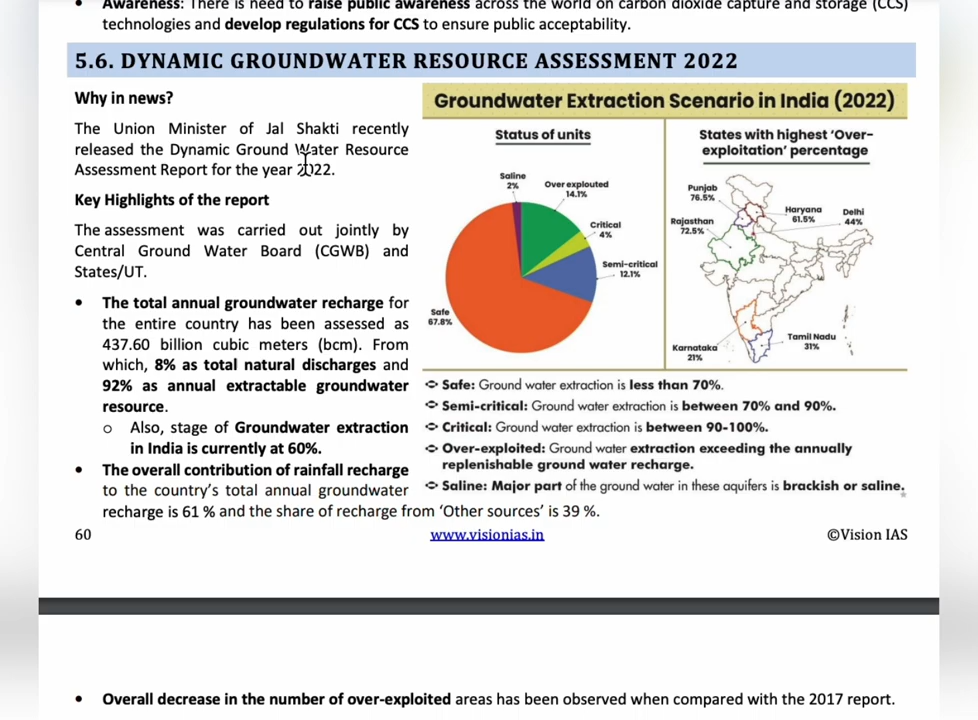 • Awareness: There is need to raise public awareness across the world on carbon dioxide capture and storage (CCS)
technologies and develop regulations for CCS to ensure public acceptability.
5.6. DYNAMIC GROUNDWATER RESOURCE ASSESSMENT 2022
Why in news?
The Union Minister of Jal Shakti recently
released the Dynamic Ground Water Resource
Assessment Report for the year 2022.
Key Highlights of the report
The assessment was carried out jointly by
Central Ground Water Board (CGWB) and
States/UT.
• The total annual groundwater recharge for
the entire country has been assessed as
437.60 billion cubic meters (bcm). From
which, 8% as total natural discharges and
92% as annual extractable groundwater
resource.
o Also, stage of Groundwater extraction
in India is currently at 60%.
• The overall contribution of rainfall recharge
to the country's total annual groundwater
recharge is 61 % and the share of recharge from 'Other sources' is 39 %.
Groundwater Extraction Scenario in India (2022)
Status of units
Saline
2%
Over explouted
14.1%
Critical
4%
Semi-critical
12.1%
Safe
67.8%
States with highest 'Over-
exploitation' percentage
Punjab
76.5%
Haryana
61.5%
Delhi
44%
Rajasthan
72.5%
Tamil Nadu
31%
Karnataka
21%
Safe: Ground water extraction is less than 70%.
Semi-critical: Ground water extraction is between 70% and 90%.
Critical: Ground water extraction is between 90-100%.
Over-exploited: Ground water extraction exceeding the annually
replenishable ground water recharge.
Saline: Major part of the ground water in these aquifers is brackish or saline.
60
www.visionias.in
©Vision IAS
• Overall decrease in the number of over-exploited areas has been observed when compared with the 2017 report.